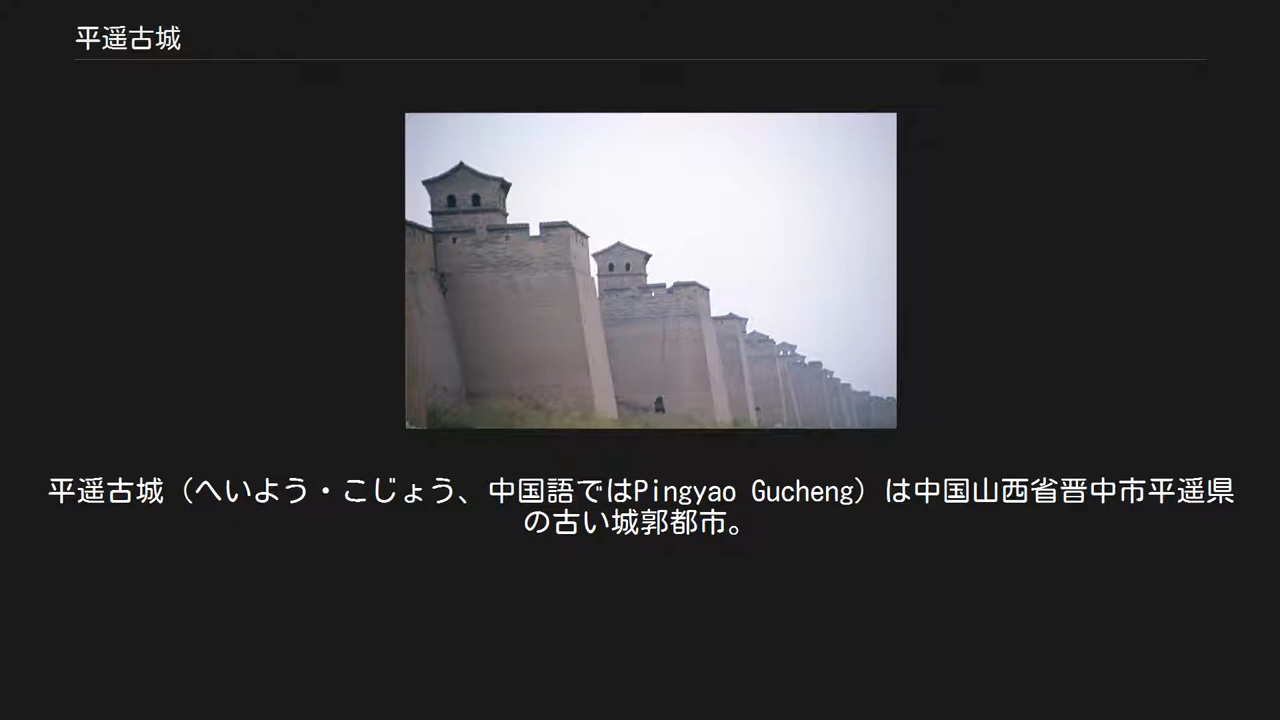 平遥古城
平遥古城（へいよう・こじょう、中国語ではPingyao Gucheng）は中国山西省晋中市平遥県
の古い城郭都市。